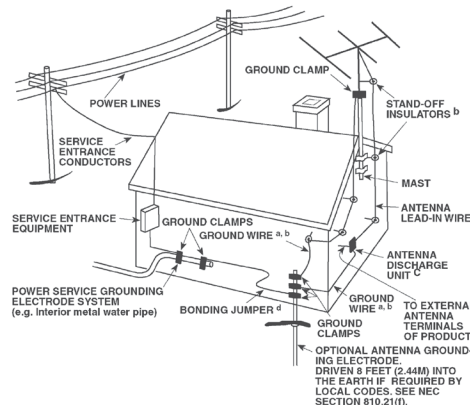 GROUND CLAMP
POWER LINES
STAND-OFF
INSULATORS b
SERVICE
ENTRANCE
CONDUCTORS
MAST
ANTENNA
LEAD-IN WIRE
SERVICE ENTRANCE
EQUIPMENT
GROUND CLAMPS
GROUND WIRE a, b
ANTENNA
DISCHARGE
UNIT C
POWER SERVICE GROUNDING
ELECTRODE SYSTEM
(e.g. Interior metal water pipe)
BONDING JUMPER d
GROUND
WIRE a, b
GROUND
CLAMPS
TO EXTERNA
ANTENNA
TERMINALS
OF PRODUCT
OPTIONAL ANTENNA GROUND-
ING ELECTRODE.
DRIVEN 8 FEET (2.44M) INTO
THE EARTH IF REQUIRED BY
LOCAL CODES. SEE NEC
SECTION 810.21(f).